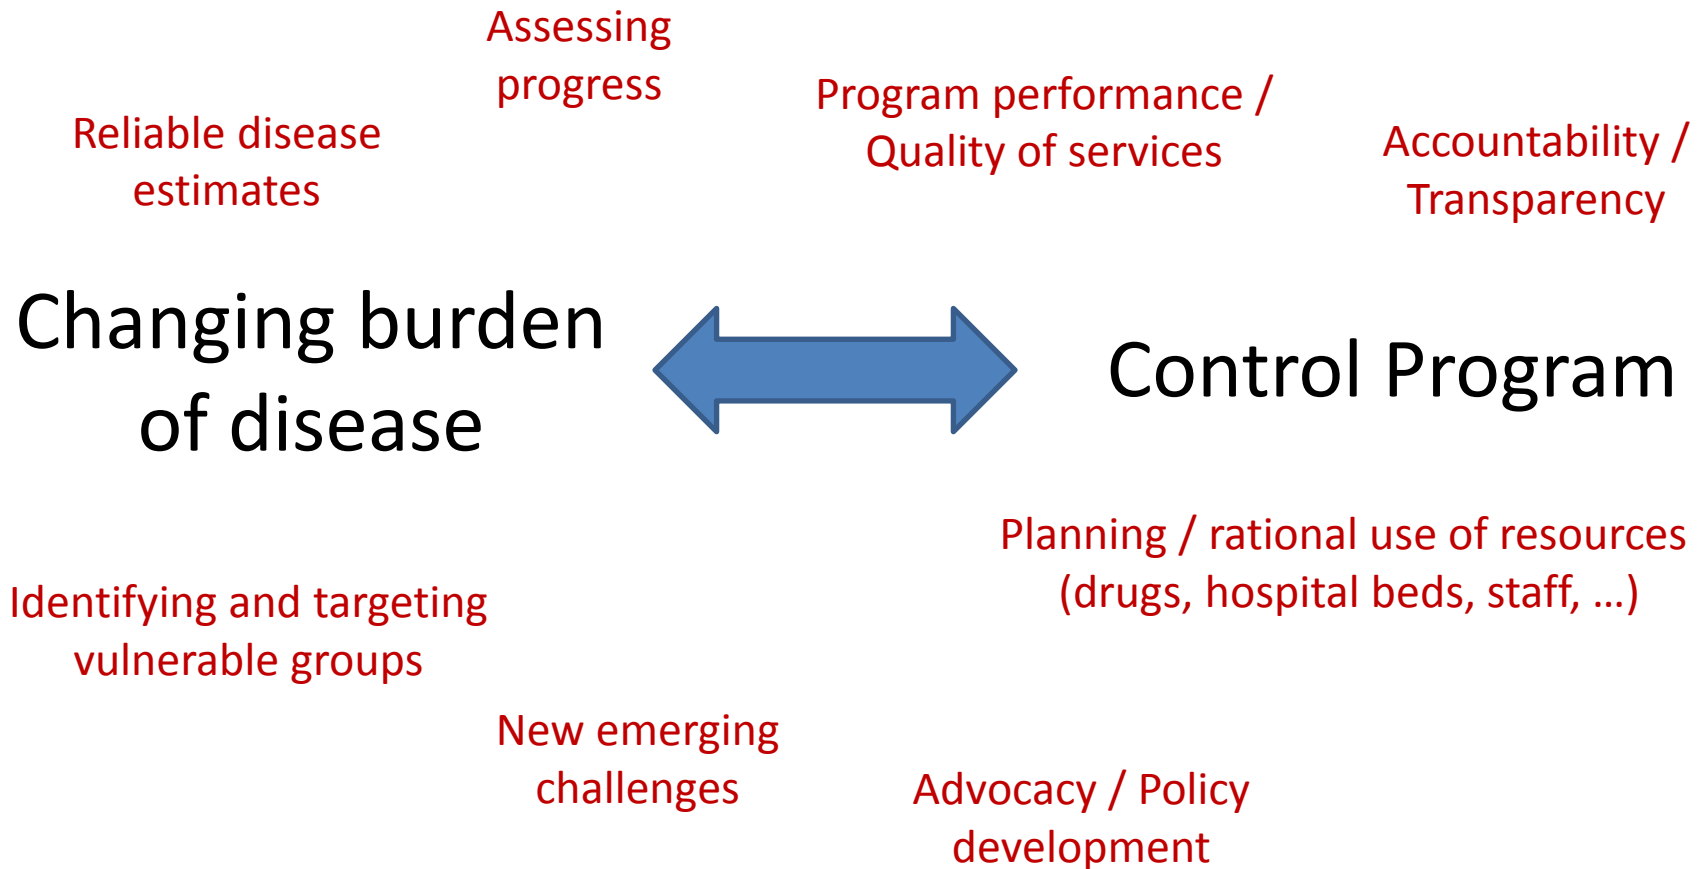 Assessing
progress
Program performance /
Quality of services
Reliable disease
estimates
Accountability /
Transparency
Changing burden
of disease
Control Program
Planning / rational use of resources
(drugs, hospital beds, staff, …)
Identifying and targeting
vulnerable groups
New emerging
challenges
Advocacy / Policy
development